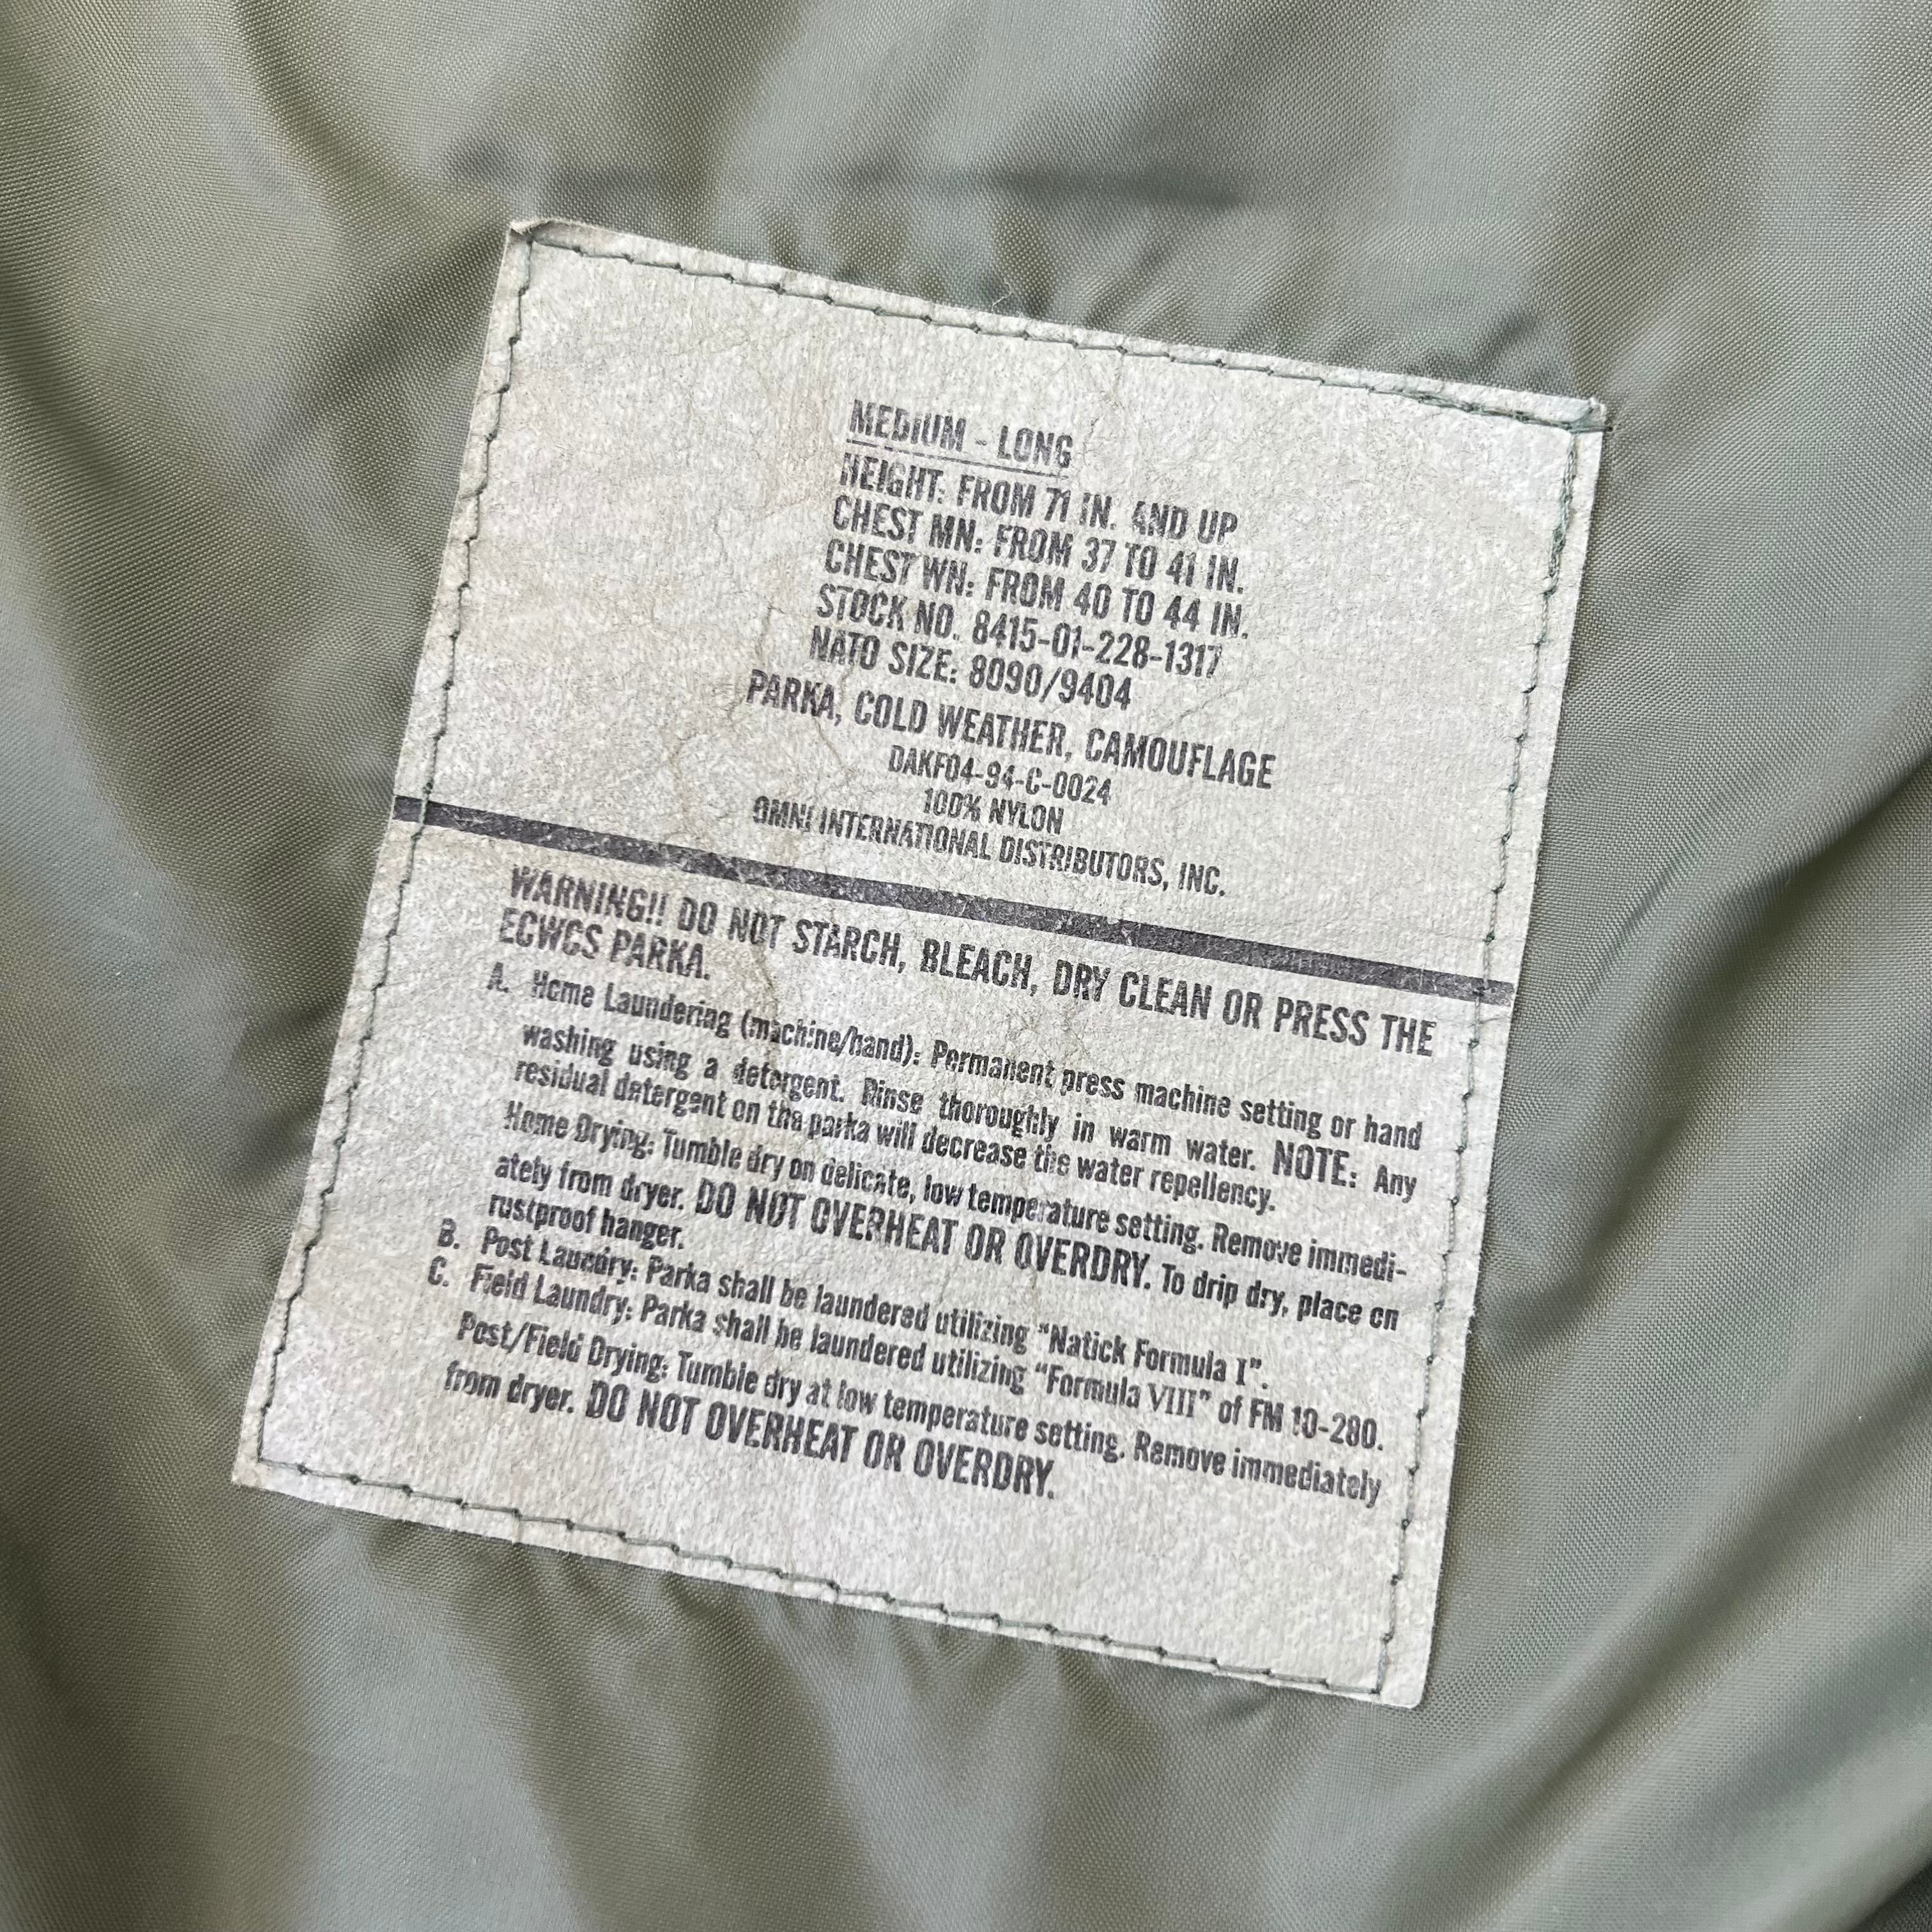 MEDIUM - LONG
HEIGHT: FROM 71 IN. AND UP
CHEST MN: FROM 37 TO 41 IN.
CHEST WN: FROM 40 TO 44 IN.
STOCK NO. 8415-01-228-1317
NATO SIZE: 8090/9404
PARKA, COLD WEATHER, CAMOUFLAGE
DAKF04-94-C-0024
100% NYLON
OMNI INTERNATIONAL DISTRIBUTORS, INC.
WARNING!! DO NOT STARCH, BLEACH, DRY CLEAN OR PRESS THE
ECWCS PARKA.
A. Home Laundering (machine/hand): Permanent press machine setting or hand
washing using a detergent. Rinse thoroughly in warm water. NOTE: Any
residual detergent on the parka will decrease the water repellency.
Home Drying: Tumble dry on delicate, low temperature setting. Remove immedi-
ately from dryer. DO NOT OVERHEAT OR OVERDRY. To drip dry, place on
rustproof hanger.
B. Post Laundry: Parka shall be laundered utilizing "Natick Formula I".
C. Field Laundry: Parka shall be laundered utilizing "Formula VIII" of FM 10-280.
Post/Field Drying: Tumble dry at low temperature setting. Remove immediately
from dryer. DO NOT OVERHEAT OR OVERDRY.